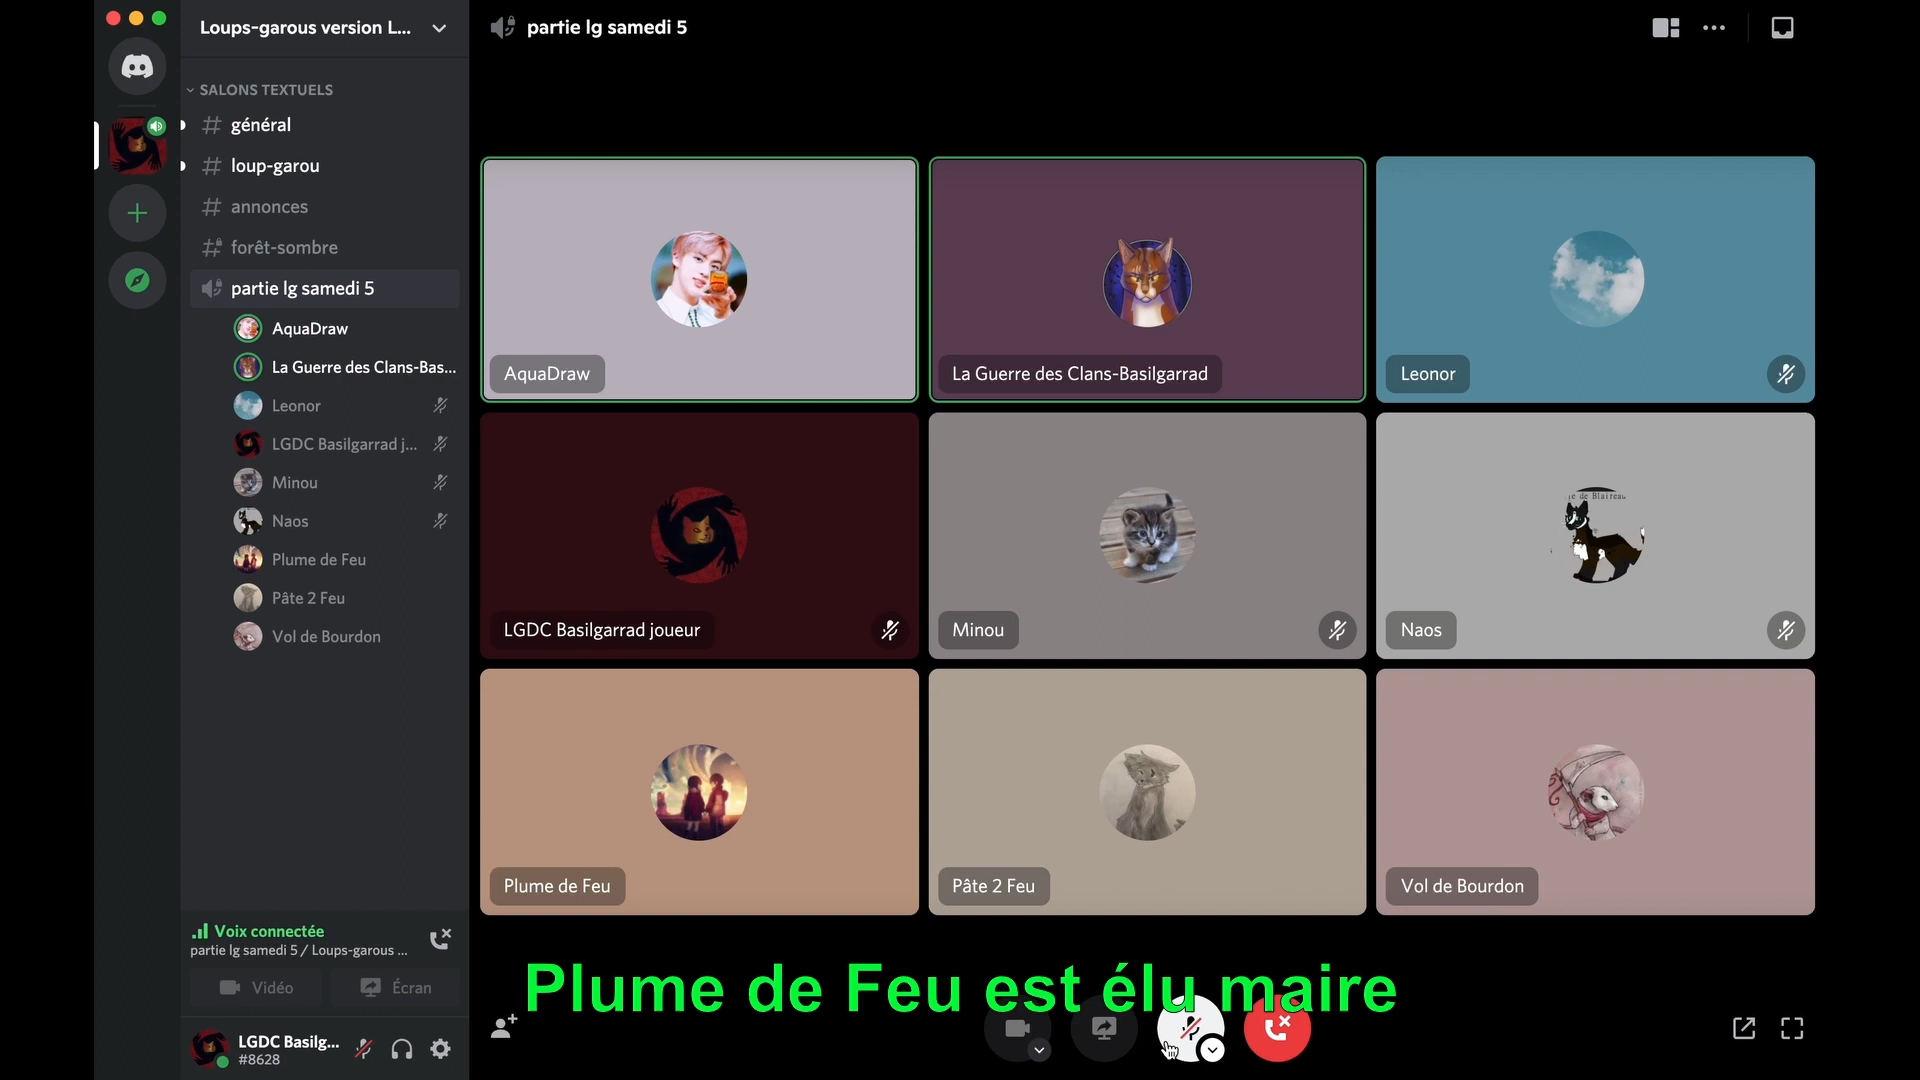 Loups-garous version L...
SALONS TEXTUELS
général
loup-garou
annonces
forêt-sombre
partie lg samedi 5
AquaDraw
La Guerre des Clans-Bas...
Leonor
LGDC Basilgarrad j...
Minou
Naos
Plume de Feu
Pâte 2 Feu
Vol de Bourdon
Voix connectée
partie lg samedi 5 / Loups-garous ...
Vidéo
Écran
LGDC Basilg...
#8628
partie lg samedi 5
AquaDraw
La Guerre des Clans-Basilgarrad
Leonor
LGDC Basilgarrad joueur
Minou
Naos
Plume de Feu
Pâte 2 Feu
Vol de Bourdon
Plume de Feu est élu maire